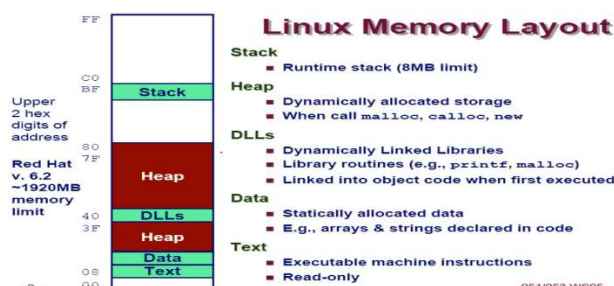 Linux Memory Layout
FF
C0
BF
80
7F
40
3F
08
00
Upper
2 hex
digits of
address
Red Hat
v. 6.2
~1920MB
memory
limit
Stack
Heap
DLLs
Heap
Data
Text
Stack
Runtime stack (8MB limit)
Heap
Dynamically allocated storage
When call malloc, calloc, new
DLLs
Dynamically Linked Libraries
Library routines (e.g., printf, malloc)
Linked into object code when first executed
Data
Statically allocated data
E.g., arrays & strings declared in code
Text
Executable machine instructions
Read-only